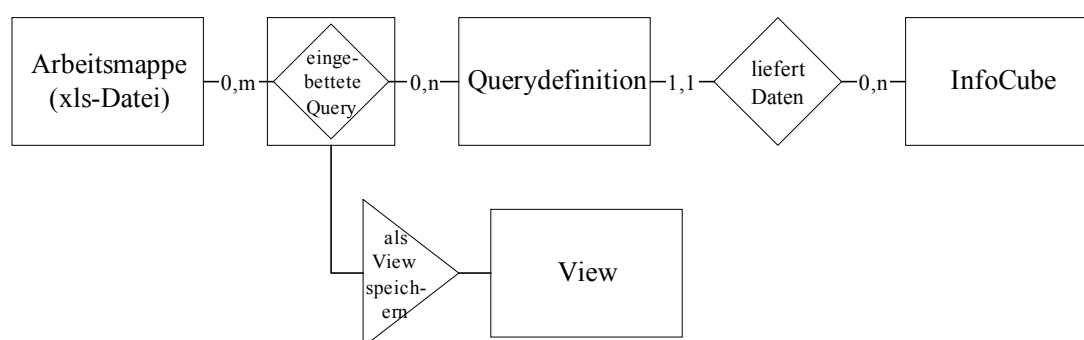 Arbeitsmappe
(xls-Datei)
0,m
einge-
bettete
Query
0,n
Querydefinition
1,1
liefert
Daten
0,n
InfoCube
als
View
speich-
ern
View